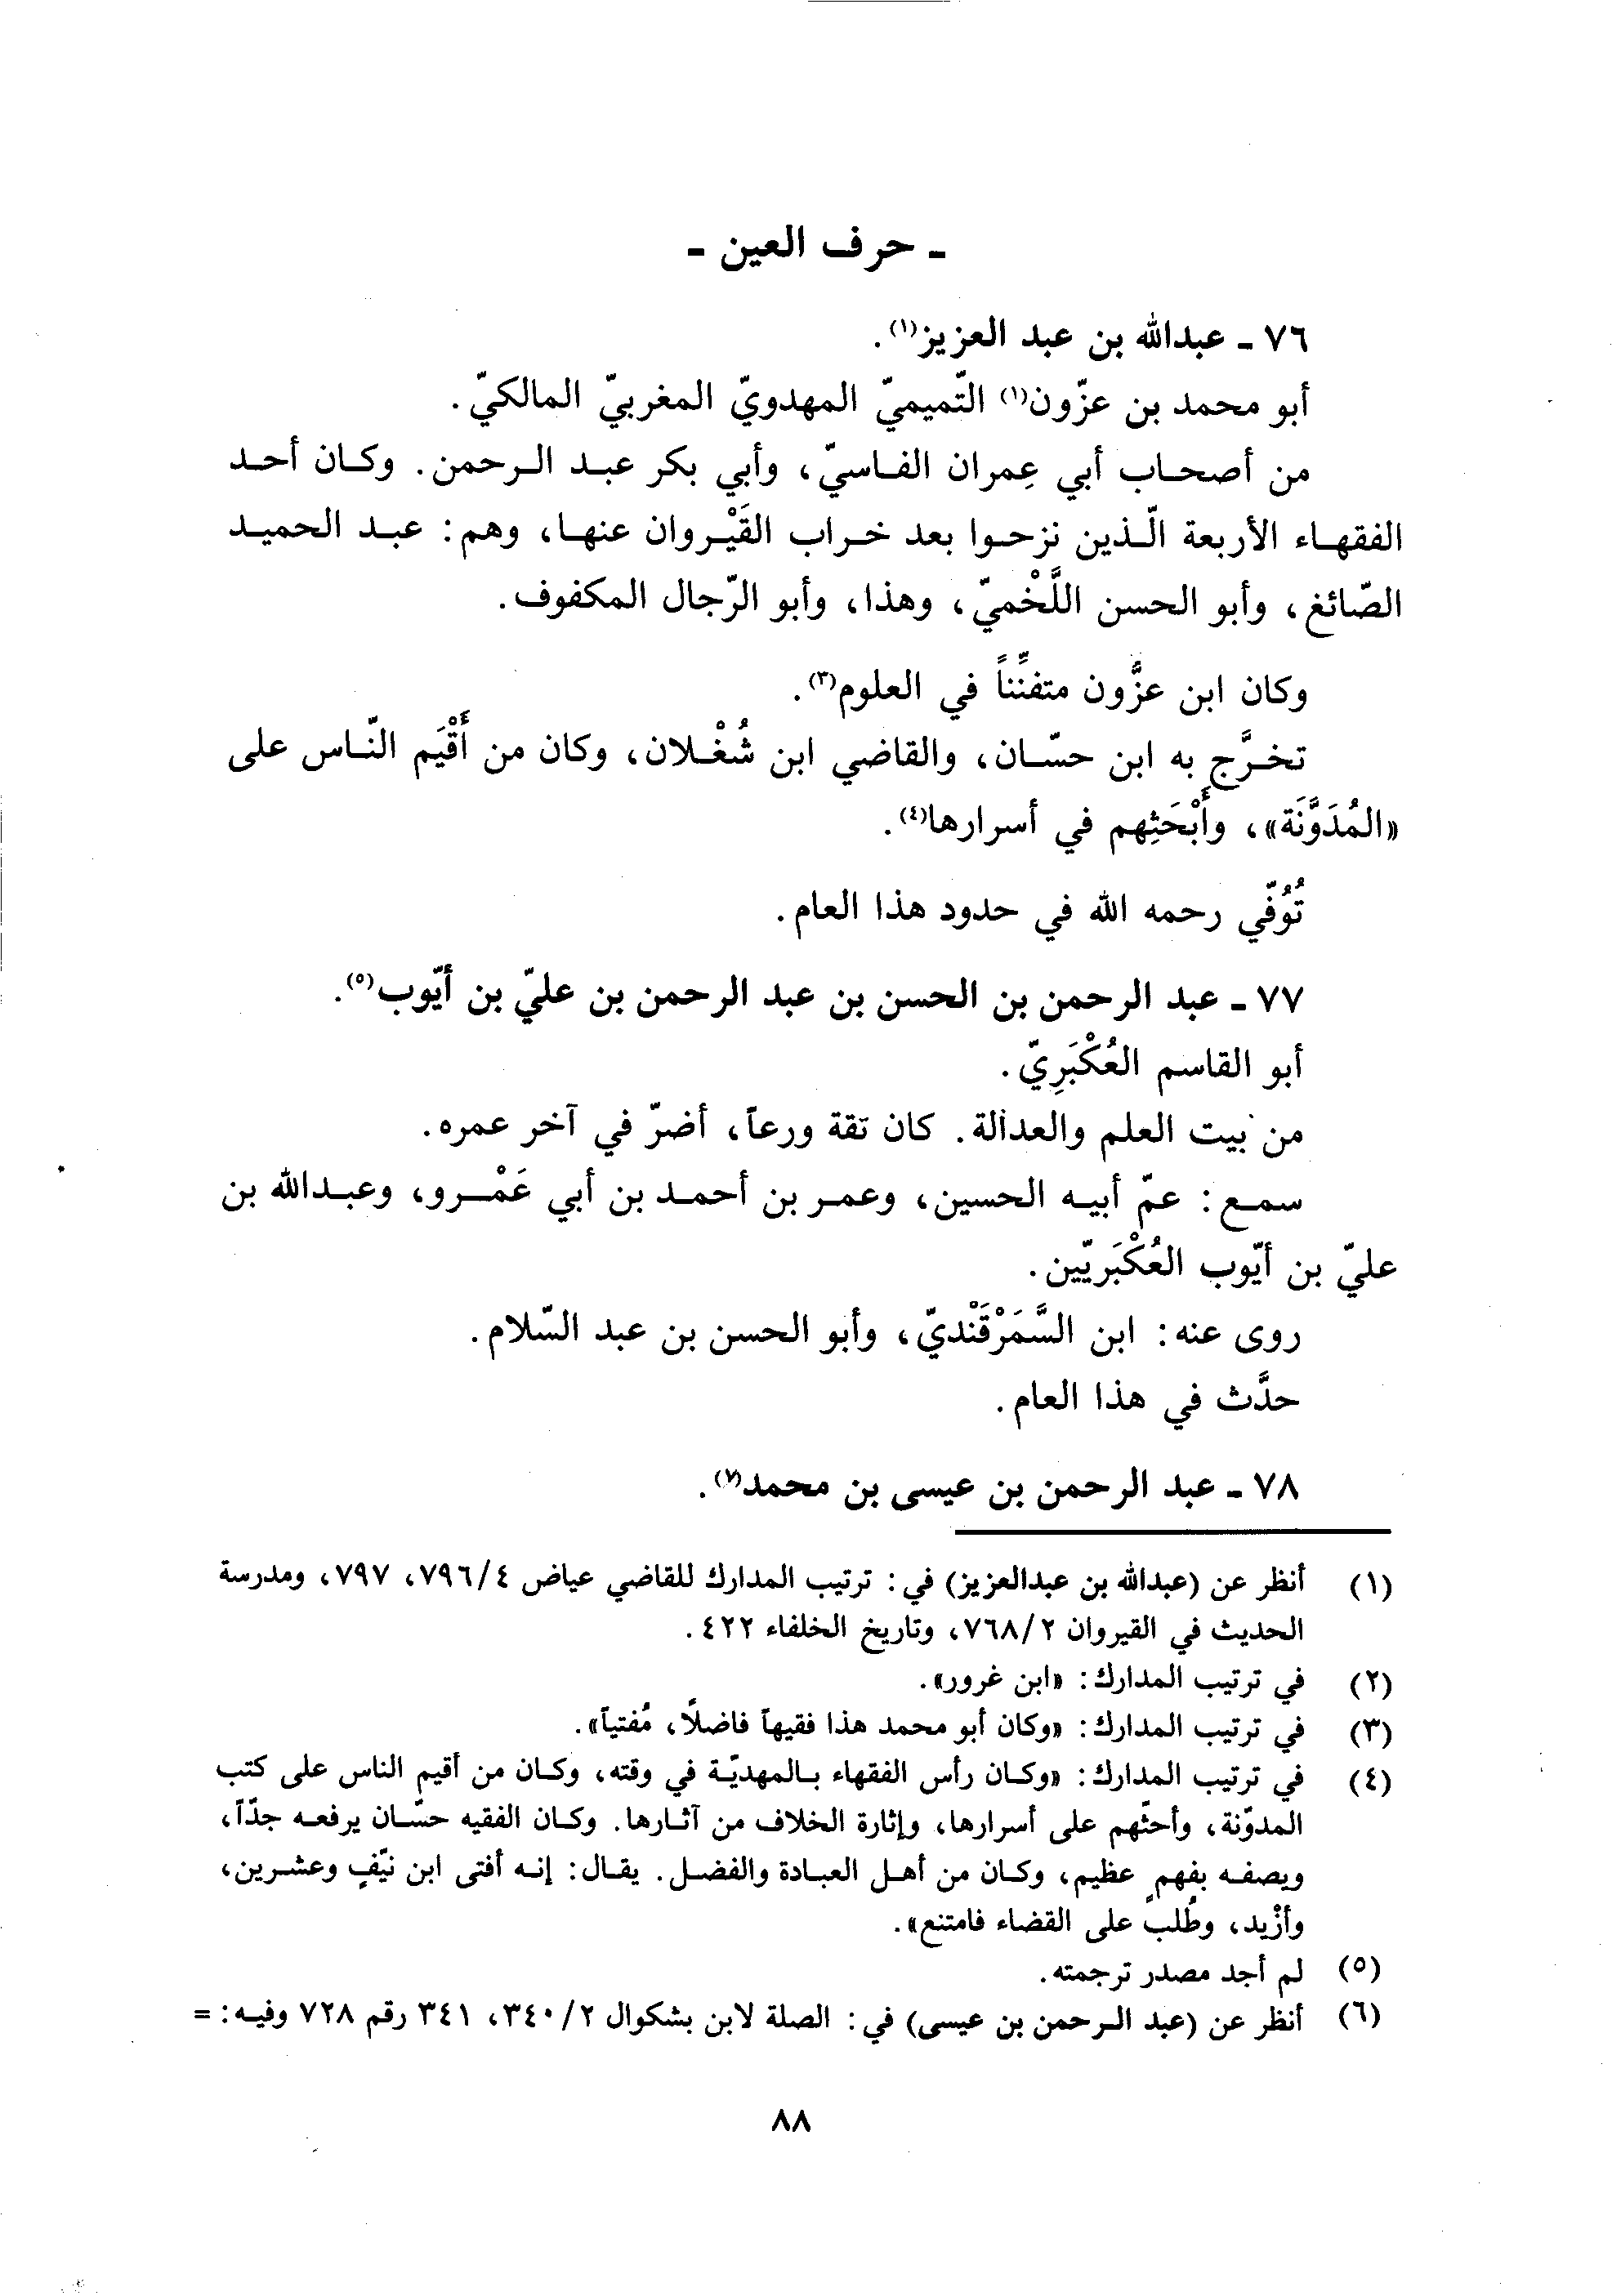 ـ حرف العين ـ
٧٦ ـ عبدالله بن عبد العزيز(١).
أبو محمد بن عزّون(١) التّميميّ المهدويّ المغربيّ المالكيّ.
من أصحاب أبي عِمران الفاسيّ، وأبي بكر عبد الرحمن. وكان أحد
الفقهاء الأربعة الّذين نزحوا بعد خراب القَيْروان عنها، وهم: عبد الحميد
الصّائغ، وأبو الحسن اللَّخْميّ، وهذا، وأبو الرّجال المكفوف.
وكان ابن عزُّون متفنِّناً في العلوم(٣).
تخرَّج به ابن حسّان، والقاضي ابن شُغْلان، وكان من أَقْيَم النّاس على
«المُدَوَّنَة»، وأَبْحَثِهم في أسرارها(٤).
تُوُفّي رحمه الله في حدود هذا العام.
٧٧ ـ عبد الرحمن بن الحسن بن عبد الرحمن بن عليّ بن أيّوب(٥).
أبو القاسم العُكْبَرِيّ.
من بيت العلم والعدالة. كان ثقة ورعاً، أضرّ في آخر عمره.
سمع: عمّ أبيه الحسين، وعمر بن أحمد بن أبي عَمْرو، وعبدالله بن
عليّ بن أيّوب العُكْبَريّين.
روى عنه: ابن السَّمَرْقَنْديّ، وأبو الحسن بن عبد السّلام.
حدَّث في هذا العام.
٧٨ ـ عبد الرحمن بن عيسى بن محمد(٧).
(١) أنظر عن (عبدالله بن عبدالعزيز) في: ترتيب المدارك للقاضي عياض ٧٩٦/٤، ٧٩٧، ومدرسة
الحديث في القيروان ٧٦٨/٢، وتاريخ الخلفاء ٤٢٢.
(٢) في ترتيب المدارك: «ابن غرور».
(٣) في ترتيب المدارك: «وكان أبو محمد هذا فقيهاً فاضلًا، مُفتياً».
(٤) في ترتيب المدارك: «وكان رأس الفقهاء بالمهديّة في وقته، وكان من أقيم الناس على كتب
المدوّنة، وأحثّهم على أسرارها، وإثارة الخلاف من آثارها. وكان الفقيه حسّان يرفعه جدّاً،
ويصفه بفهمٍ عظيم، وكان من أهل العبادة والفضل. يقال: إنه أفتى ابن نيّفٍ وعشرين،
وأزْيد، وطُلب على القضاء فامتنع».
(٥) لم أجد مصدر ترجمته.
(٦) أنظر عن (عبد الرحمن بن عيسى) في: الصلة لابن بشكوال ٣٤٠/٢، ٣٤١ رقم ٧٢٨ وفيه: =
٨٨